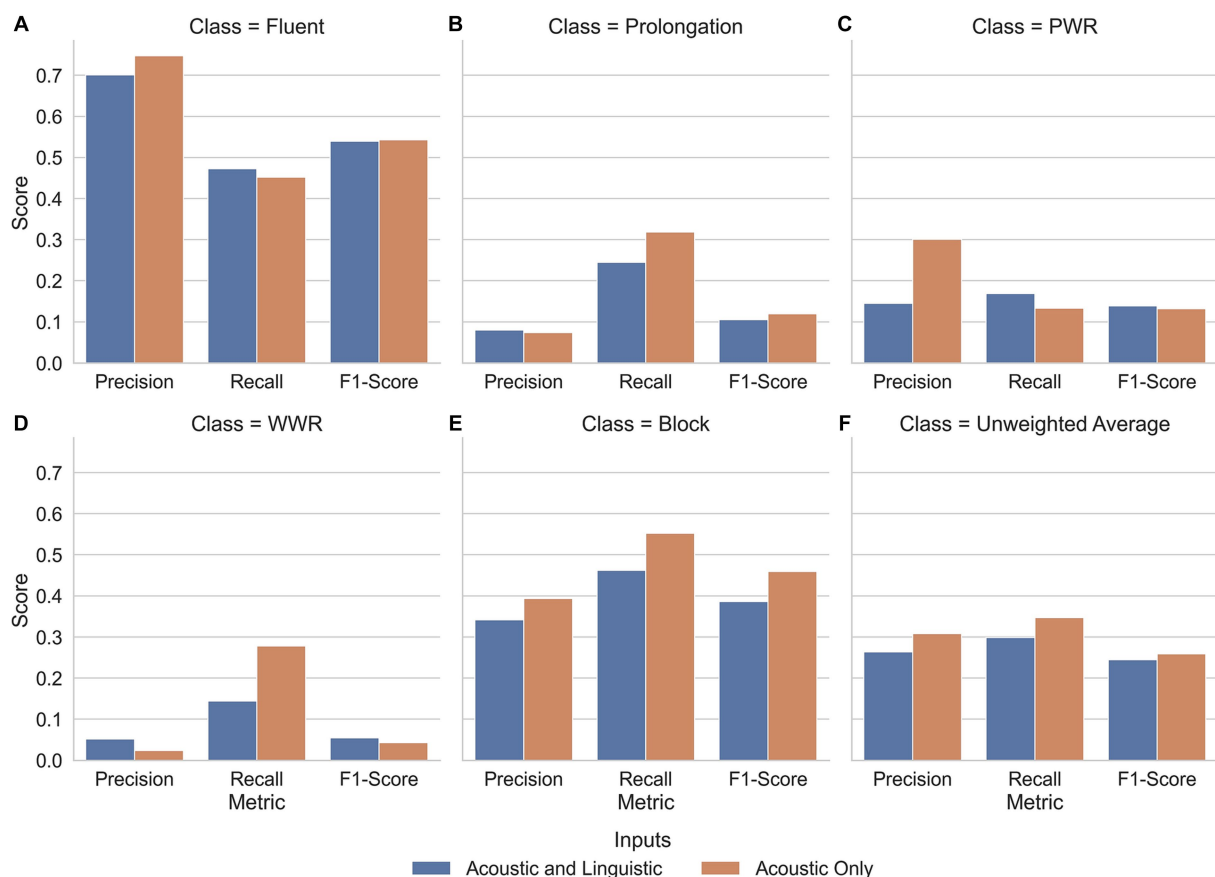 A Class = Fluent
B Class = Prolongation
C Class = PWR
Score
0.7
0.6
0.5
0.4
0.3
0.2
0.1
0.0
Precision Recall F1-Score
Precision Recall F1-Score
Precision Recall F1-Score
D Class = WWR
E Class = Block
F Class = Unweighted Average
Score
0.7
0.6
0.5
0.4
0.3
0.2
0.1
0.0
Precision Recall F1-Score
Metric
Precision Recall F1-Score
Metric
Precision Recall F1-Score
Metric
Inputs
Acoustic and Linguistic
Acoustic Only